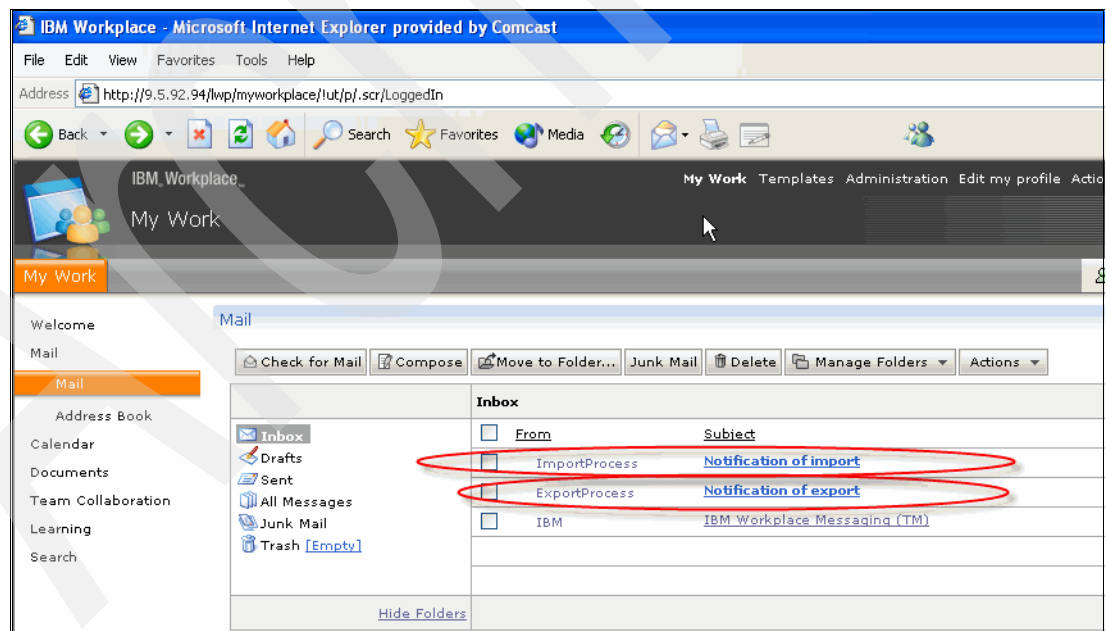 IBM Workplace - Microsoft Internet Explorer provided by Comcast
File Edit View Favorites Tools Help
Address http://9.5.92.94/lwp/myworkplace/!ut/p/.scr/LoggedIn
Back Search Favorites Media
IBM Workplace
My Work Templates Administration Edit my profile Actio
My Work
My Work
Welcome
Mail
Mail
Address Book
Calendar
Documents
Team Collaboration
Learning
Search
Mail
Check for Mail Compose Move to Folder... Junk Mail Delete Manage Folders Actions
Inbox
Drafts
Sent
All Messages
Junk Mail
Trash [Empty]
Hide Folders
Inbox
From Subject
ImportProcess Notification of import
ExportProcess Notification of export
IBM IBM Workplace Messaging (TM)